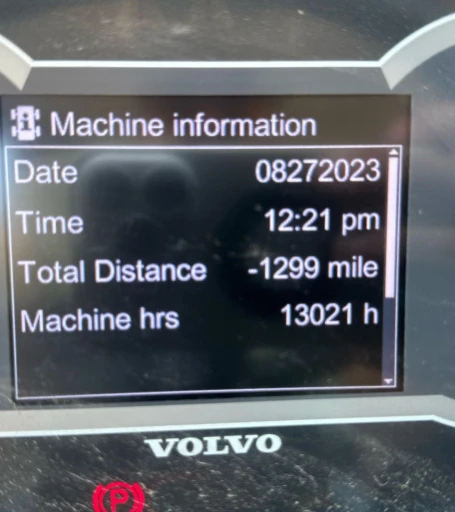 Machine information
Date 08272023
Time 12:21 pm
Total Distance -1299 mile
Machine hrs 13021 h
VOLVO
P